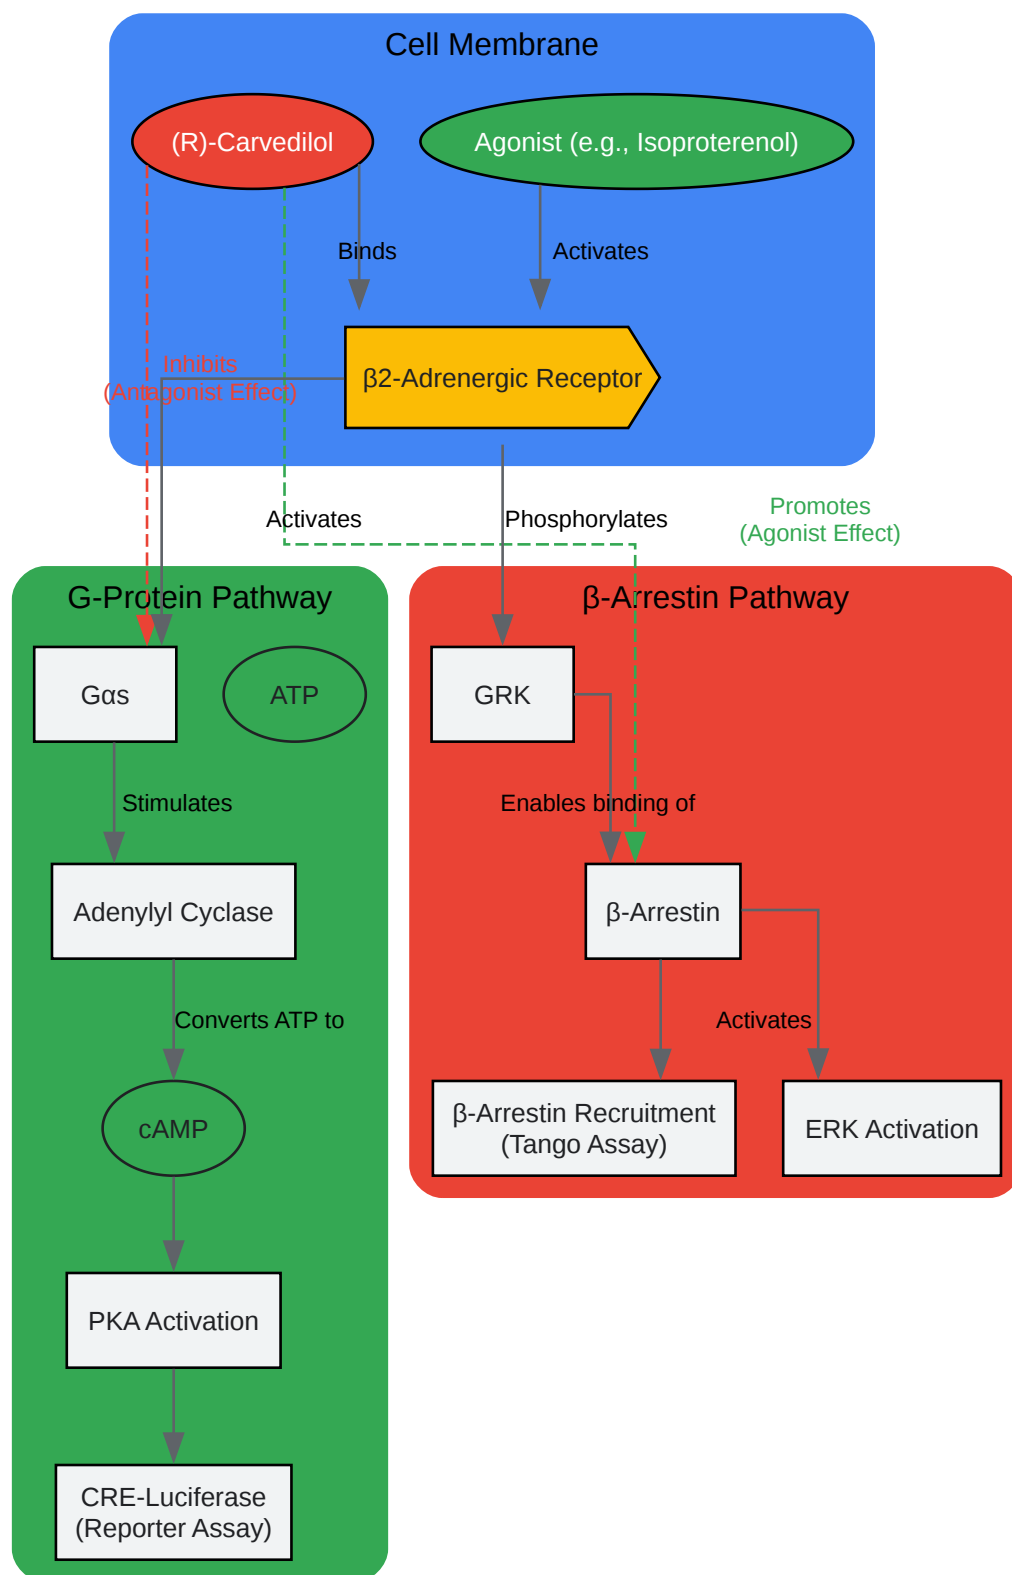 Cell Membrane
(R)-Carvedilol
Agonist (e.g., Isoproterenol)
Binds
Activates
Inhibits
(Antagonist Effect)
β2-Adrenergic Receptor
Activates
Phosphorylates
Promotes
(Agonist Effect)
G-Protein Pathway
Gαs
ATP
Stimulates
Adenylyl Cyclase
Converts ATP to
cAMP
PKA Activation
CRE-Luciferase
(Reporter Assay)
β-Arrestin Pathway
GRK
Enables binding of
β-Arrestin
Activates
β-Arrestin Recruitment
(Tango Assay)
ERK Activation